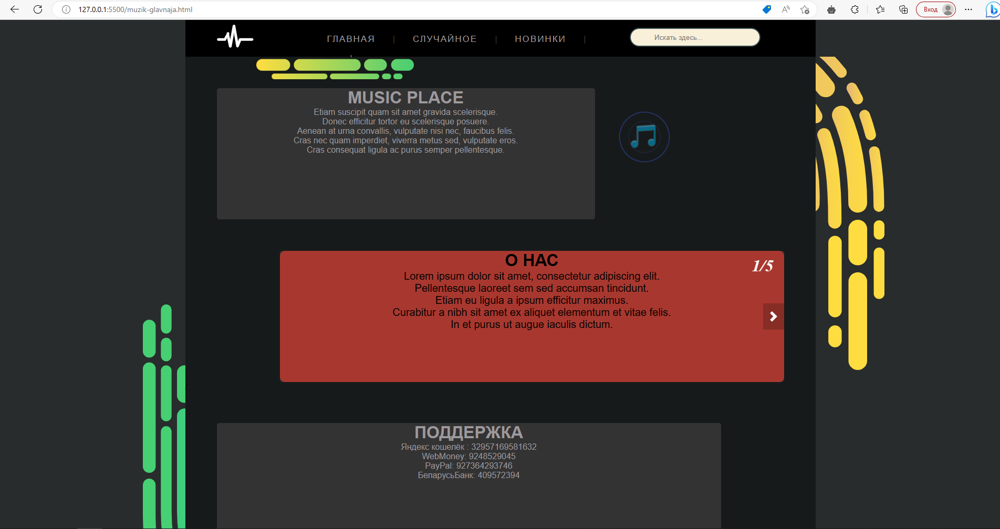 127.0.0.1:5500/muzik-glavnaja.html
Вход
ГЛАВНАЯ | СЛУЧАЙНОЕ | НОВИНКИ |
Искать здесь...
MUSIC PLACE
Etiam suscipit quam sit amet gravida scelerisque.
Donec efficitur tortor eu scelerisque posuere.
Aenean at urna convallis, vulputate nisi nec, faucibus felis.
Cras nec quam imperdiet, viverra metus sed, vulputate eros.
Cras consequat ligula ac purus semper pellentesque.
О НАС
1/5
Lorem ipsum dolor sit amet, consectetur adipiscing elit.
Pellentesque laoreet sem sed accumsan tincidunt.
Etiam eu ligula a ipsum efficitur maximus.
Curabitur a nibh sit amet ex aliquet elementum et vitae felis.
In et purus ut augue iaculis dictum.
ПОДДЕРЖКА
Яндекс кошелёк : 32957169581632
WebMoney: 9248529045
PayPal: 927364293746
БеларусьБанк: 409572394